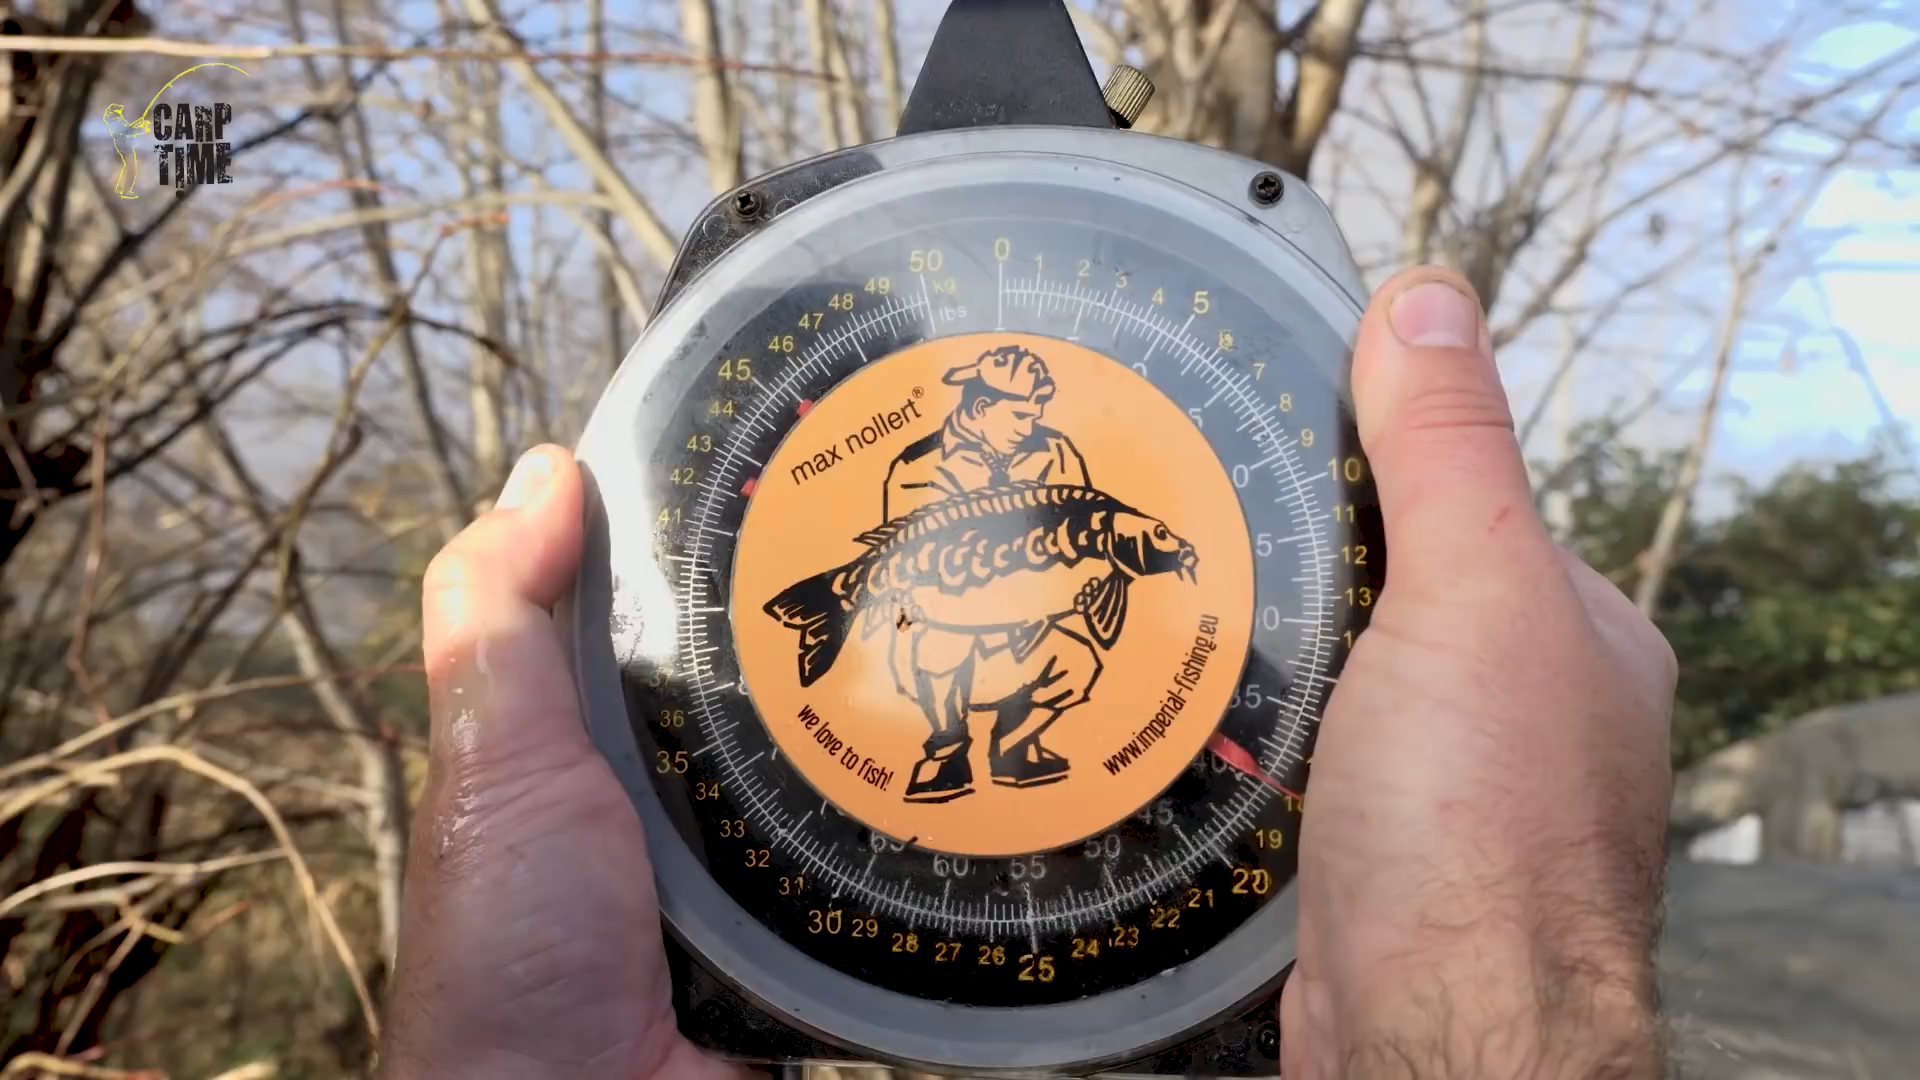 CARP
TIME
50 0 1 2 3 4 5 6 7 8 9 10 11 12 13
kg
lbs
49 48 47 46 45 44 43 42 41
max nollert®
we love to fish!
www.imperial-fishing.eu
36 35 34 33 32 31 30 29 28 27 26 25 24 23 22 21 20 19
60 55 50 45